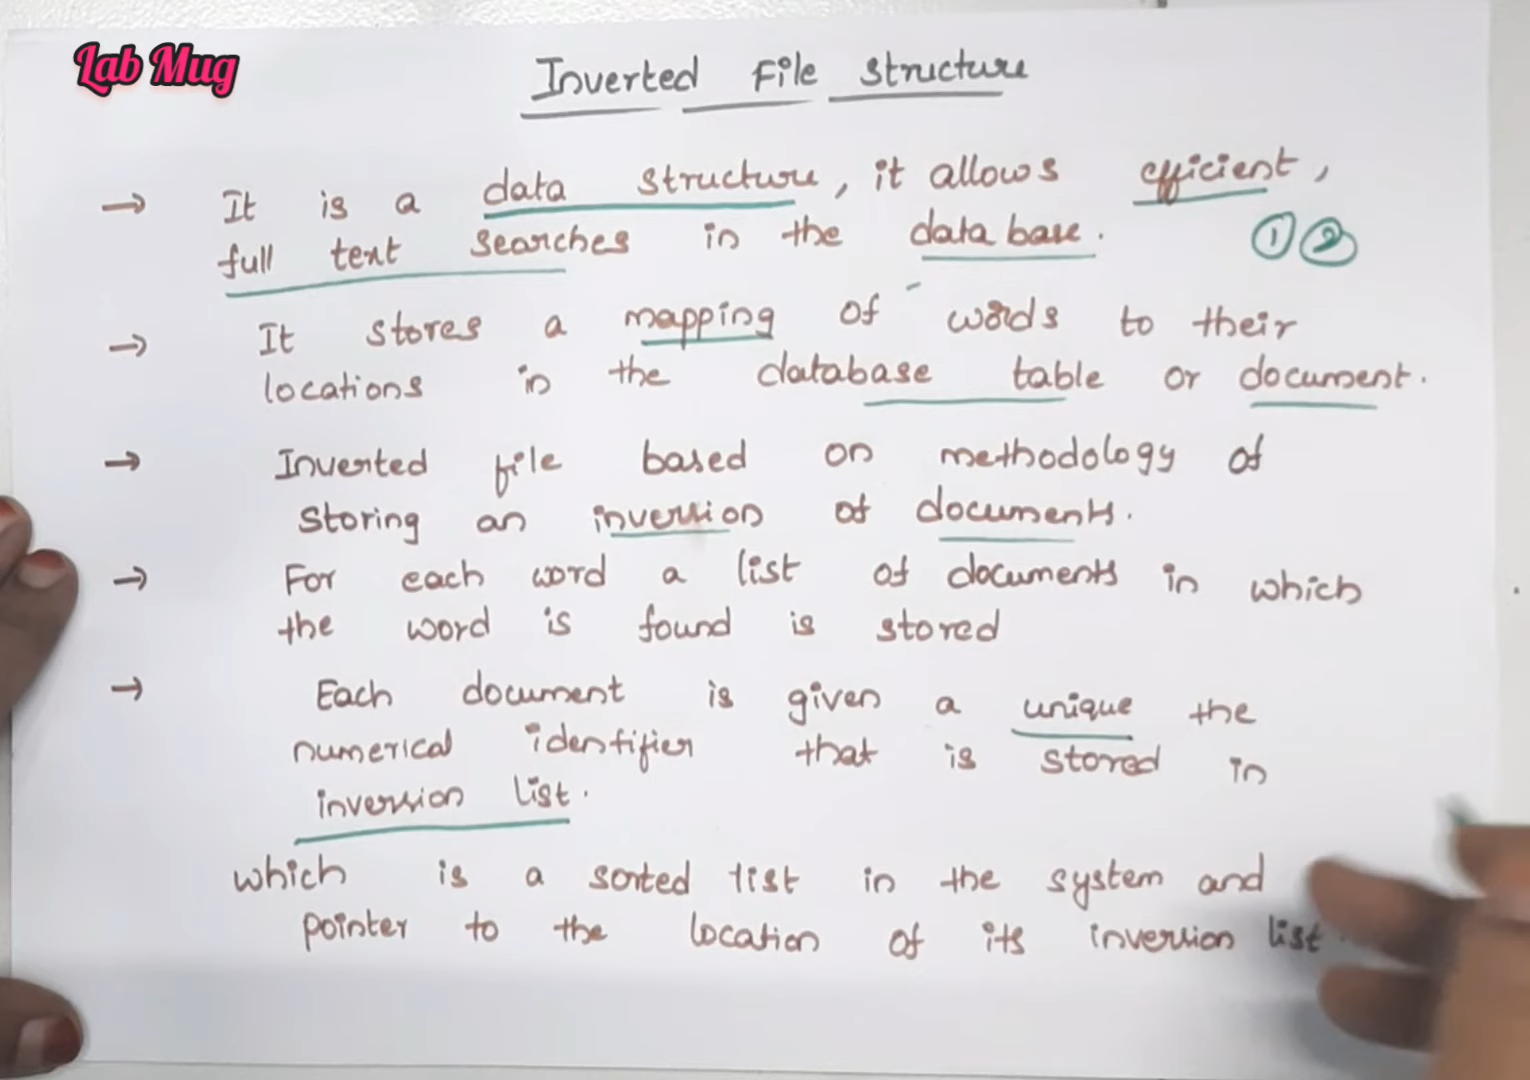 Lab Mug
Inverted File Structure
→ It is a data structure, it allows efficient,
full text searches in the data base.
① ②
→ It stores a mapping of words to their
locations in the database table or document.
→ Inverted file based on methodology of
storing an inversion of documents.
→ For each word a list of documents in which
the word is found is stored
→ Each document is given a unique the
numerical identifier that is stored in
inversion list.
which is a sorted list in the system and
pointer to the location of its inversion list